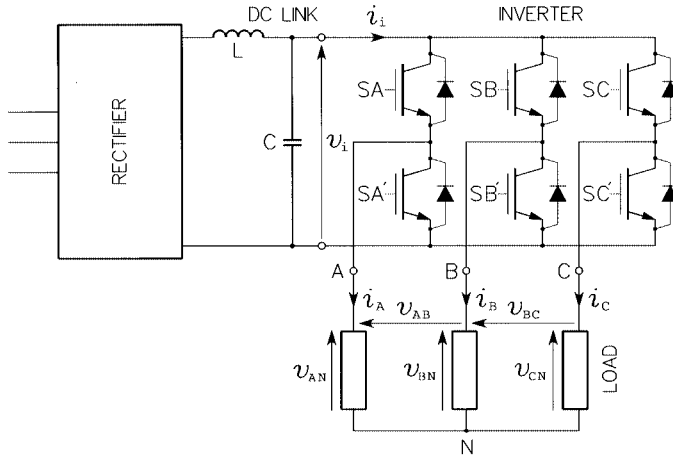 DC LINK
i_i
INVERTER
L
RECTIFIER
C
v_i
SA
SB
SC
SA′
SB′
SC′
A
B
C
i_A
i_B
i_C
v_AB
v_BC
v_AN
v_BN
v_CN
LOAD
N